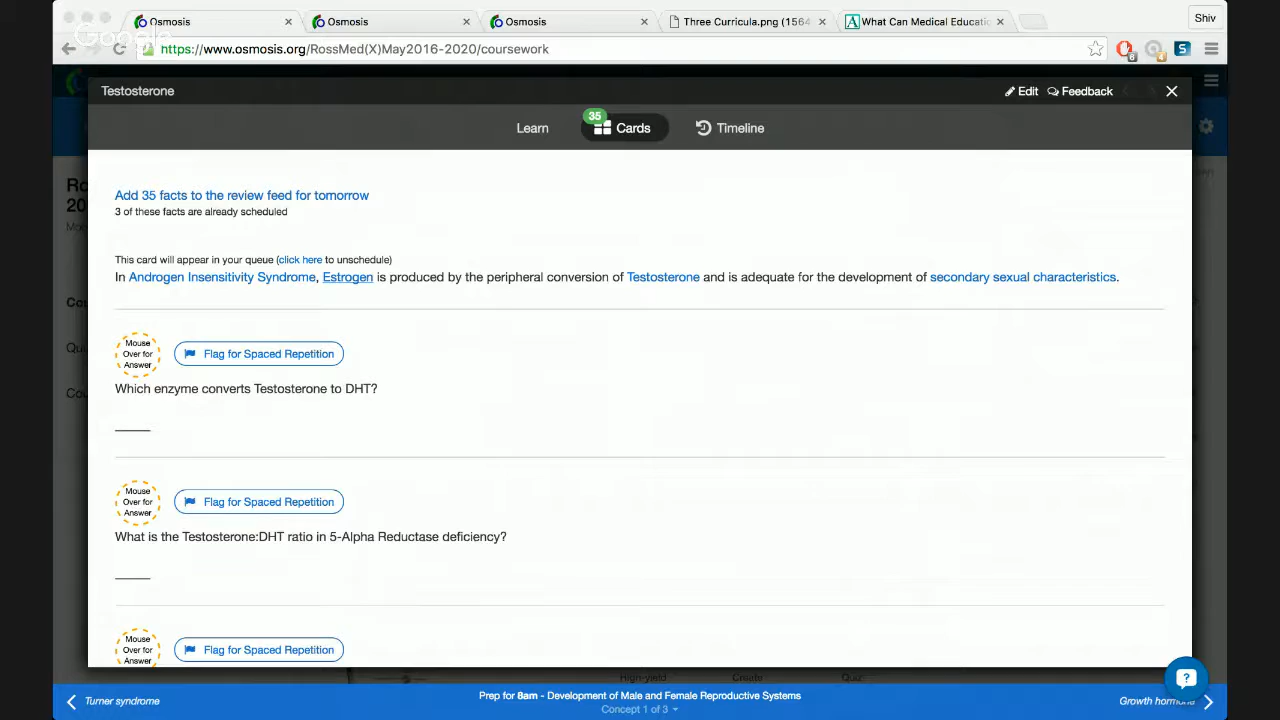 Osmosis
Osmosis
Osmosis
Three Curricula.png (1564
What Can Medical Educatio
Shiv
Google
https://www.osmosis.org/RossMed(X)May2016-2020/coursework
6
4
S
Testosterone
Edit
Feedback
Learn
35
Cards
Timeline
Add 35 facts to the review feed for tomorrow
3 of these facts are already scheduled
This card will appear in your queue (click here to unschedule)
In Androgen Insensitivity Syndrome, Estrogen is produced by the peripheral conversion of Testosterone and is adequate for the development of secondary sexual characteristics.
Mouse
Over for
Answer
Flag for Spaced Repetition
Which enzyme converts Testosterone to DHT?
Mouse
Over for
Answer
Flag for Spaced Repetition
What is the Testosterone:DHT ratio in 5-Alpha Reductase deficiency?
Mouse
Over for
Answer
Flag for Spaced Repetition
High-yield
Create
Quiz
Turner syndrome
Prep for 8am - Development of Male and Female Reproductive Systems
Concept 1 of 3
Growth hormone